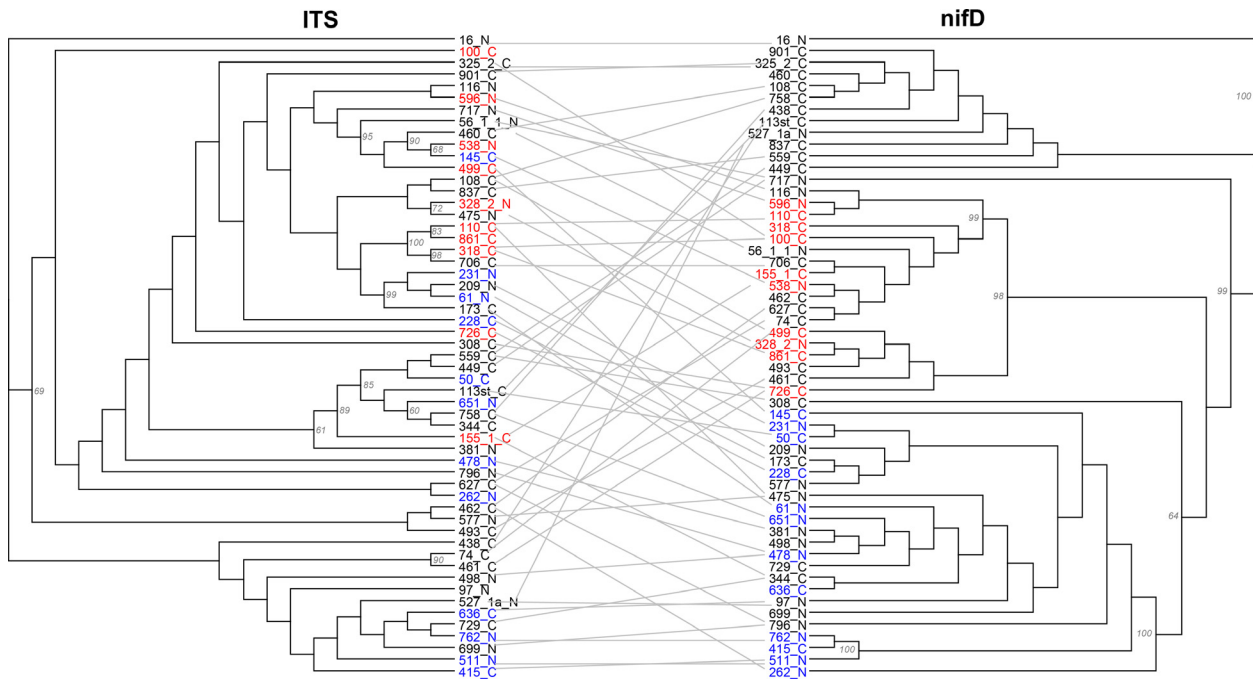 ITS
nifD
16_N
100_C
325_2_C
901_C
116_N
596_N
717_N
56_1_1_N
460_C
538_N
145_C
499_C
108_C
837_C
328_2_N
475_N
110_C
861_C
318_C
706_C
231_N
209_N
61_N
173_C
228_C
726_C
308_C
559_C
449_C
50_C
113st_C
651_N
758_C
344_C
155_1_C
381_N
478_N
796_N
627_C
262_N
462_C
577_N
493_C
438_C
74_C
461_C
498_N
97_N
527_1a_N
636_C
729_C
762_N
699_N
511_N
415_C
95
90
68
72
83
100
98
99
69
85
89
60
61
90
16_N
901_C
325_2_C
460_C
108_C
758_C
438_C
113st_C
527_1a_N
837_C
559_C
449_C
717_N
116_N
596_N
110_C
318_C
100_C
56_1_1_N
706_C
155_1_C
538_N
462_C
627_C
74_C
499_C
328_2_N
861_C
493_C
461_C
726_C
308_C
145_C
231_N
50_C
209_N
173_C
228_C
577_N
475_N
61_N
651_N
381_N
498_N
478_N
729_C
344_C
636_C
97_N
699_N
796_N
762_N
415_C
511_N
262_N
100
99
99
98
64
100
100